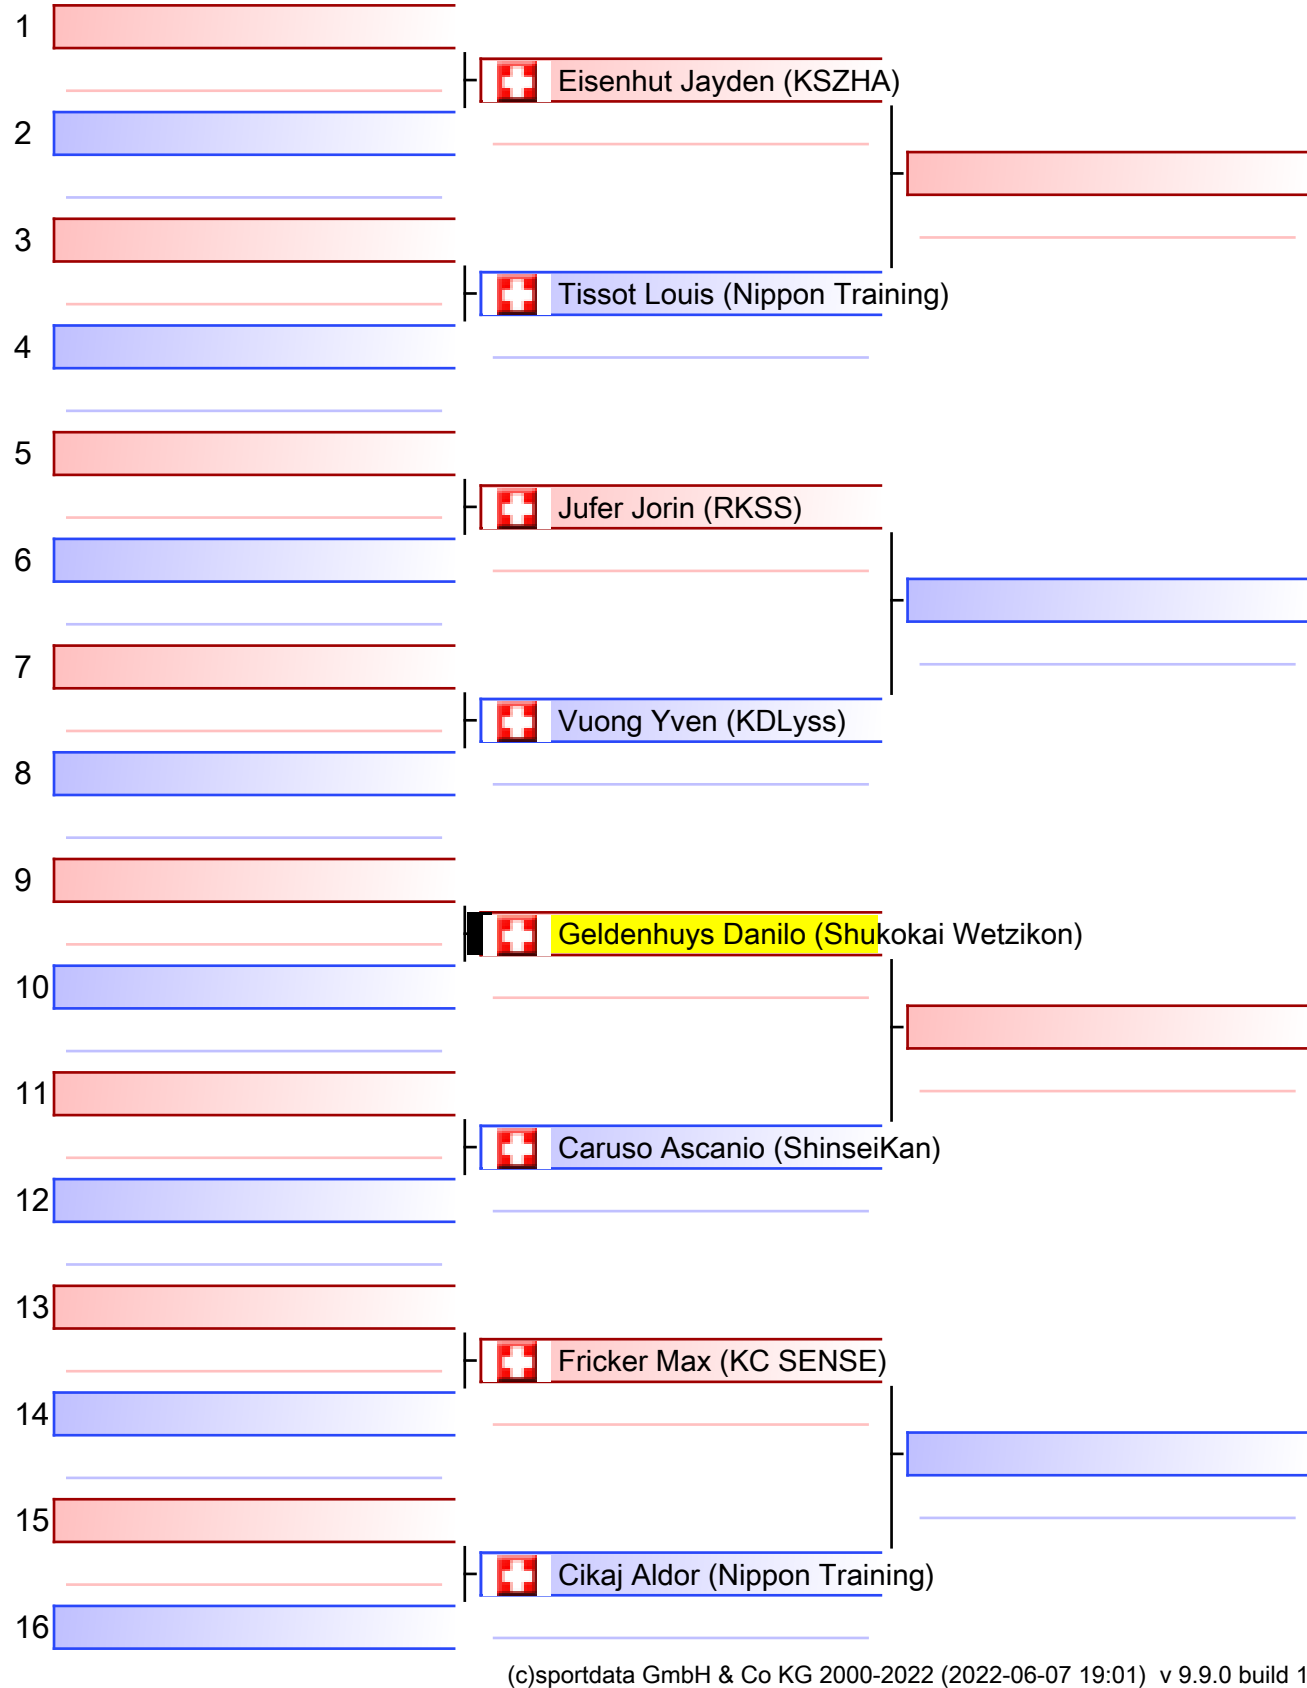 1
Eisenhut Jayden (KSZHA)
2
3
Tissot Louis (Nippon Training)
4
5
Jufer Jorin (RKSS)
6
7
Vuong Yven (KDLyss)
8
9
Geldenhuys Danilo (Shukokai Wetzikon)
10
11
Caruso Ascanio (ShinseiKan)
12
13
Fricker Max (KC SENSE)
14
15
Cikaj Aldor (Nippon Training)
16
(c)sportdata GmbH & Co KG 2000-2022 (2022-06-07 19:01) v 9.9.0 build 1